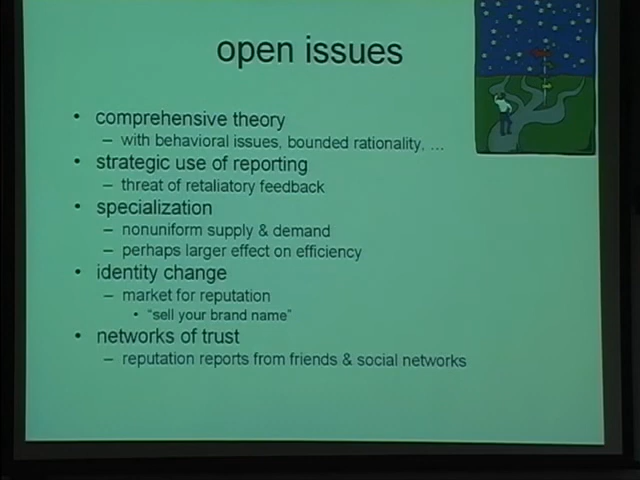 open issues
• comprehensive theory
– with behavioral issues, bounded rationality, ...
• strategic use of reporting
– threat of retaliatory feedback
• specialization
– nonuniform supply & demand
– perhaps larger effect on efficiency
• identity change
– market for reputation
• "sell your brand name"
• networks of trust
– reputation reports from friends & social networks